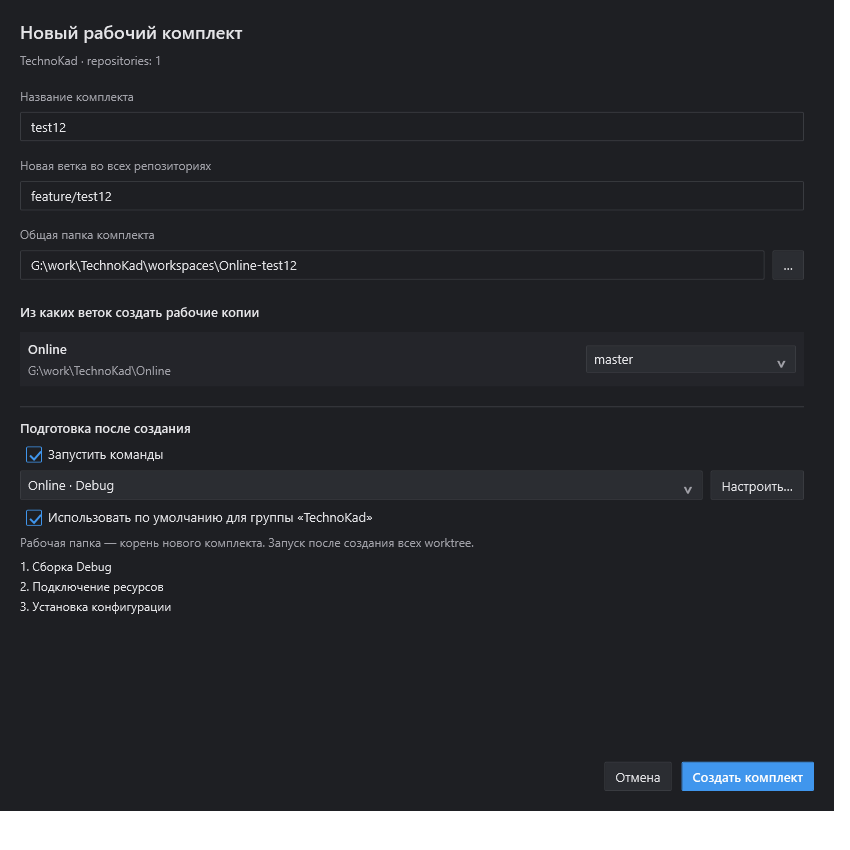 Новый рабочий комплект
TechnoKad · repositories: 1
Название комплекта
test12
Новая ветка во всех репозиториях
feature/test12
Общая папка комплекта
G:\work\TechnoKad\workspaces\Online-test12
...
Из каких веток создать рабочие копии
Online
master
G:\work\TechnoKad\Online
Подготовка после создания
Запустить команды
Online · Debug
Настроить...
Использовать по умолчанию для группы «TechnoKad»
Рабочая папка — корень нового комплекта. Запуск после создания всех worktree.
1. Сборка Debug
2. Подключение ресурсов
3. Установка конфигурации
Отмена
Создать комплект